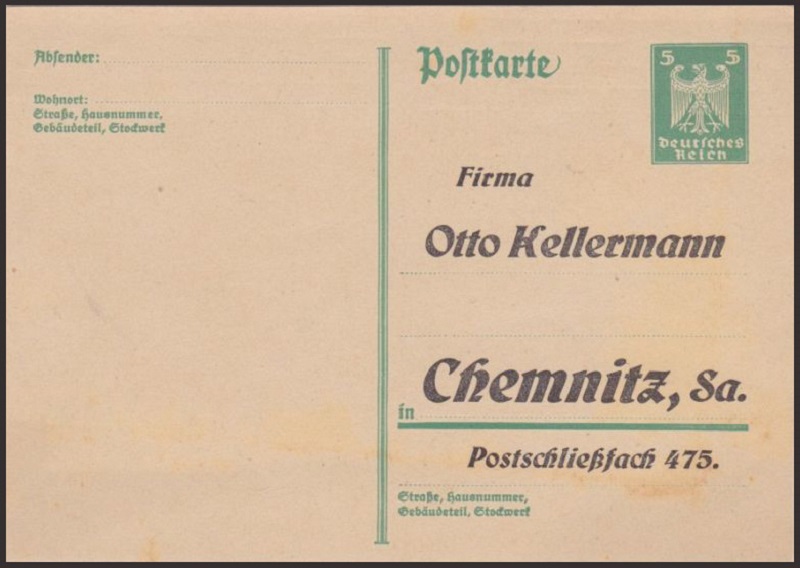 Absender:
Wohnort:
Straße, Hausnummer,
Gebäudeteil, Stockwerk
Postkarte
5 5
Deutsches
Reich
Firma
Otto Kellermann
Chemnitz, Sa.
in
Postschließfach 475.
Straße, Hausnummer,
Gebäudeteil, Stockwerk